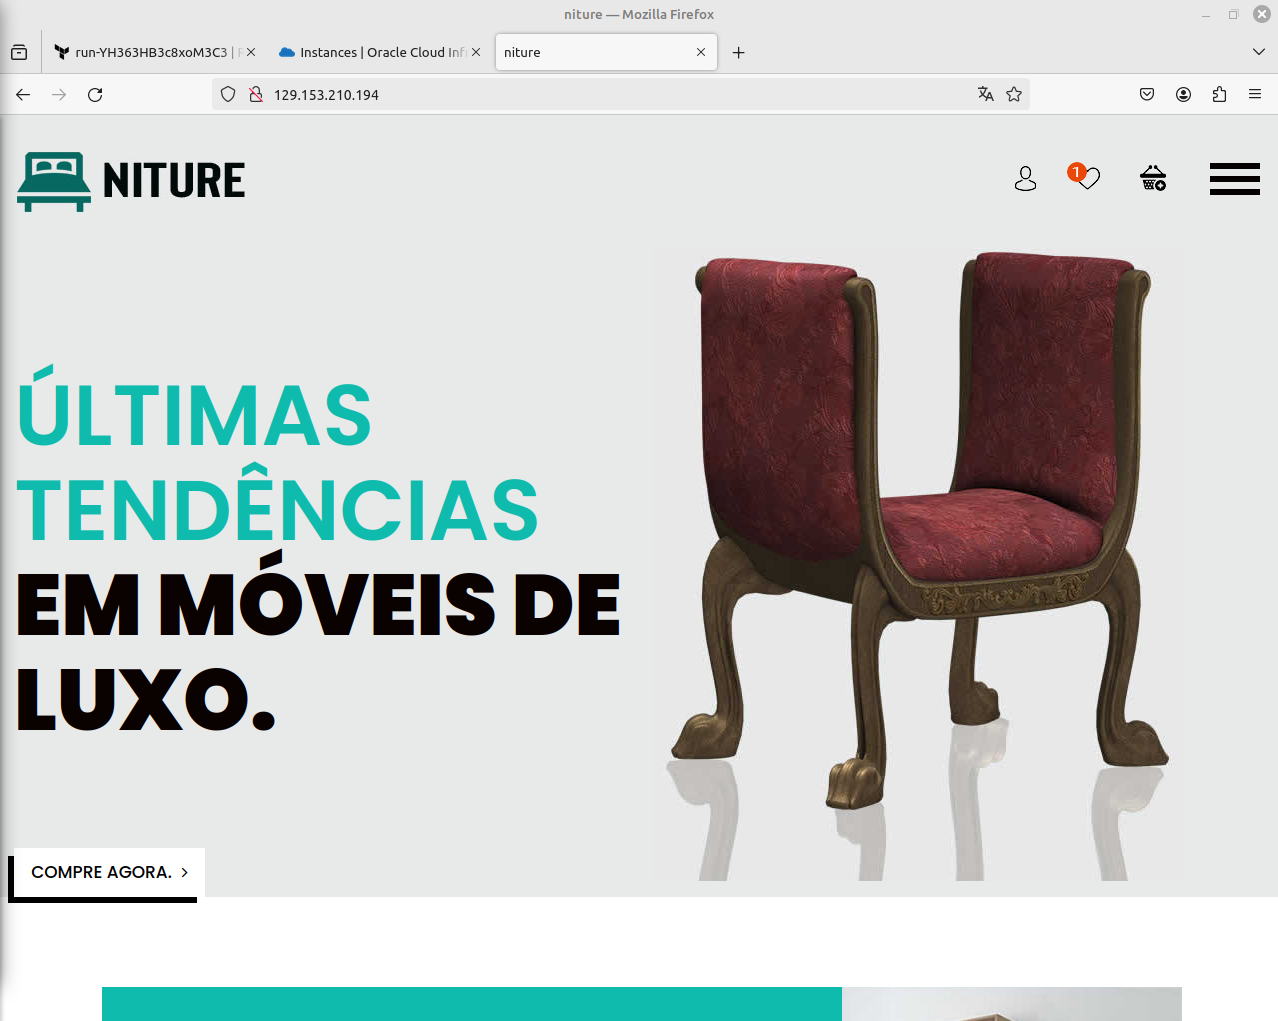 niture — Mozilla Firefox
run-YH363HB3c8xoM3C3 |
Instances | Oracle Cloud Inf
niture
129.153.210.194
NITURE
1
ÚLTIMAS
TENDÊNCIAS
EM MÓVEIS DE
LUXO.
COMPRE AGORA.